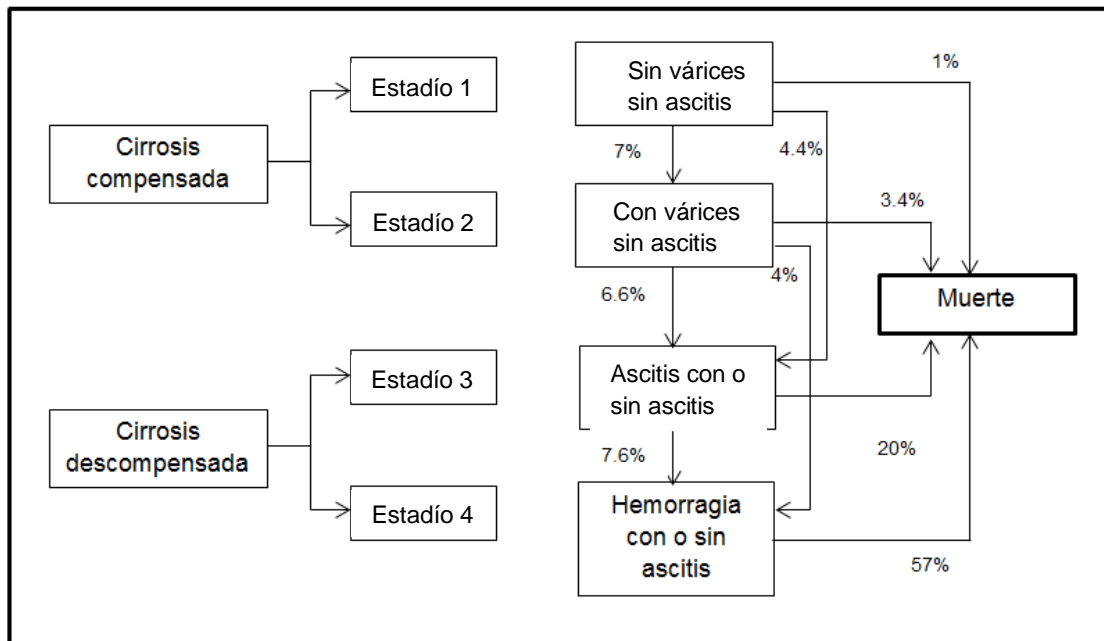 Cirrosis
compensada
Estadío 1
Estadío 2
Cirrosis
descompensada
Estadío 3
Estadío 4
Sin várices
sin ascitis
1%
7%
4.4%
Con várices
sin ascitis
3.4%
6.6%
4%
Muerte
Ascitis con o
sin ascitis
7.6%
20%
Hemorragia
con o sin
ascitis
57%